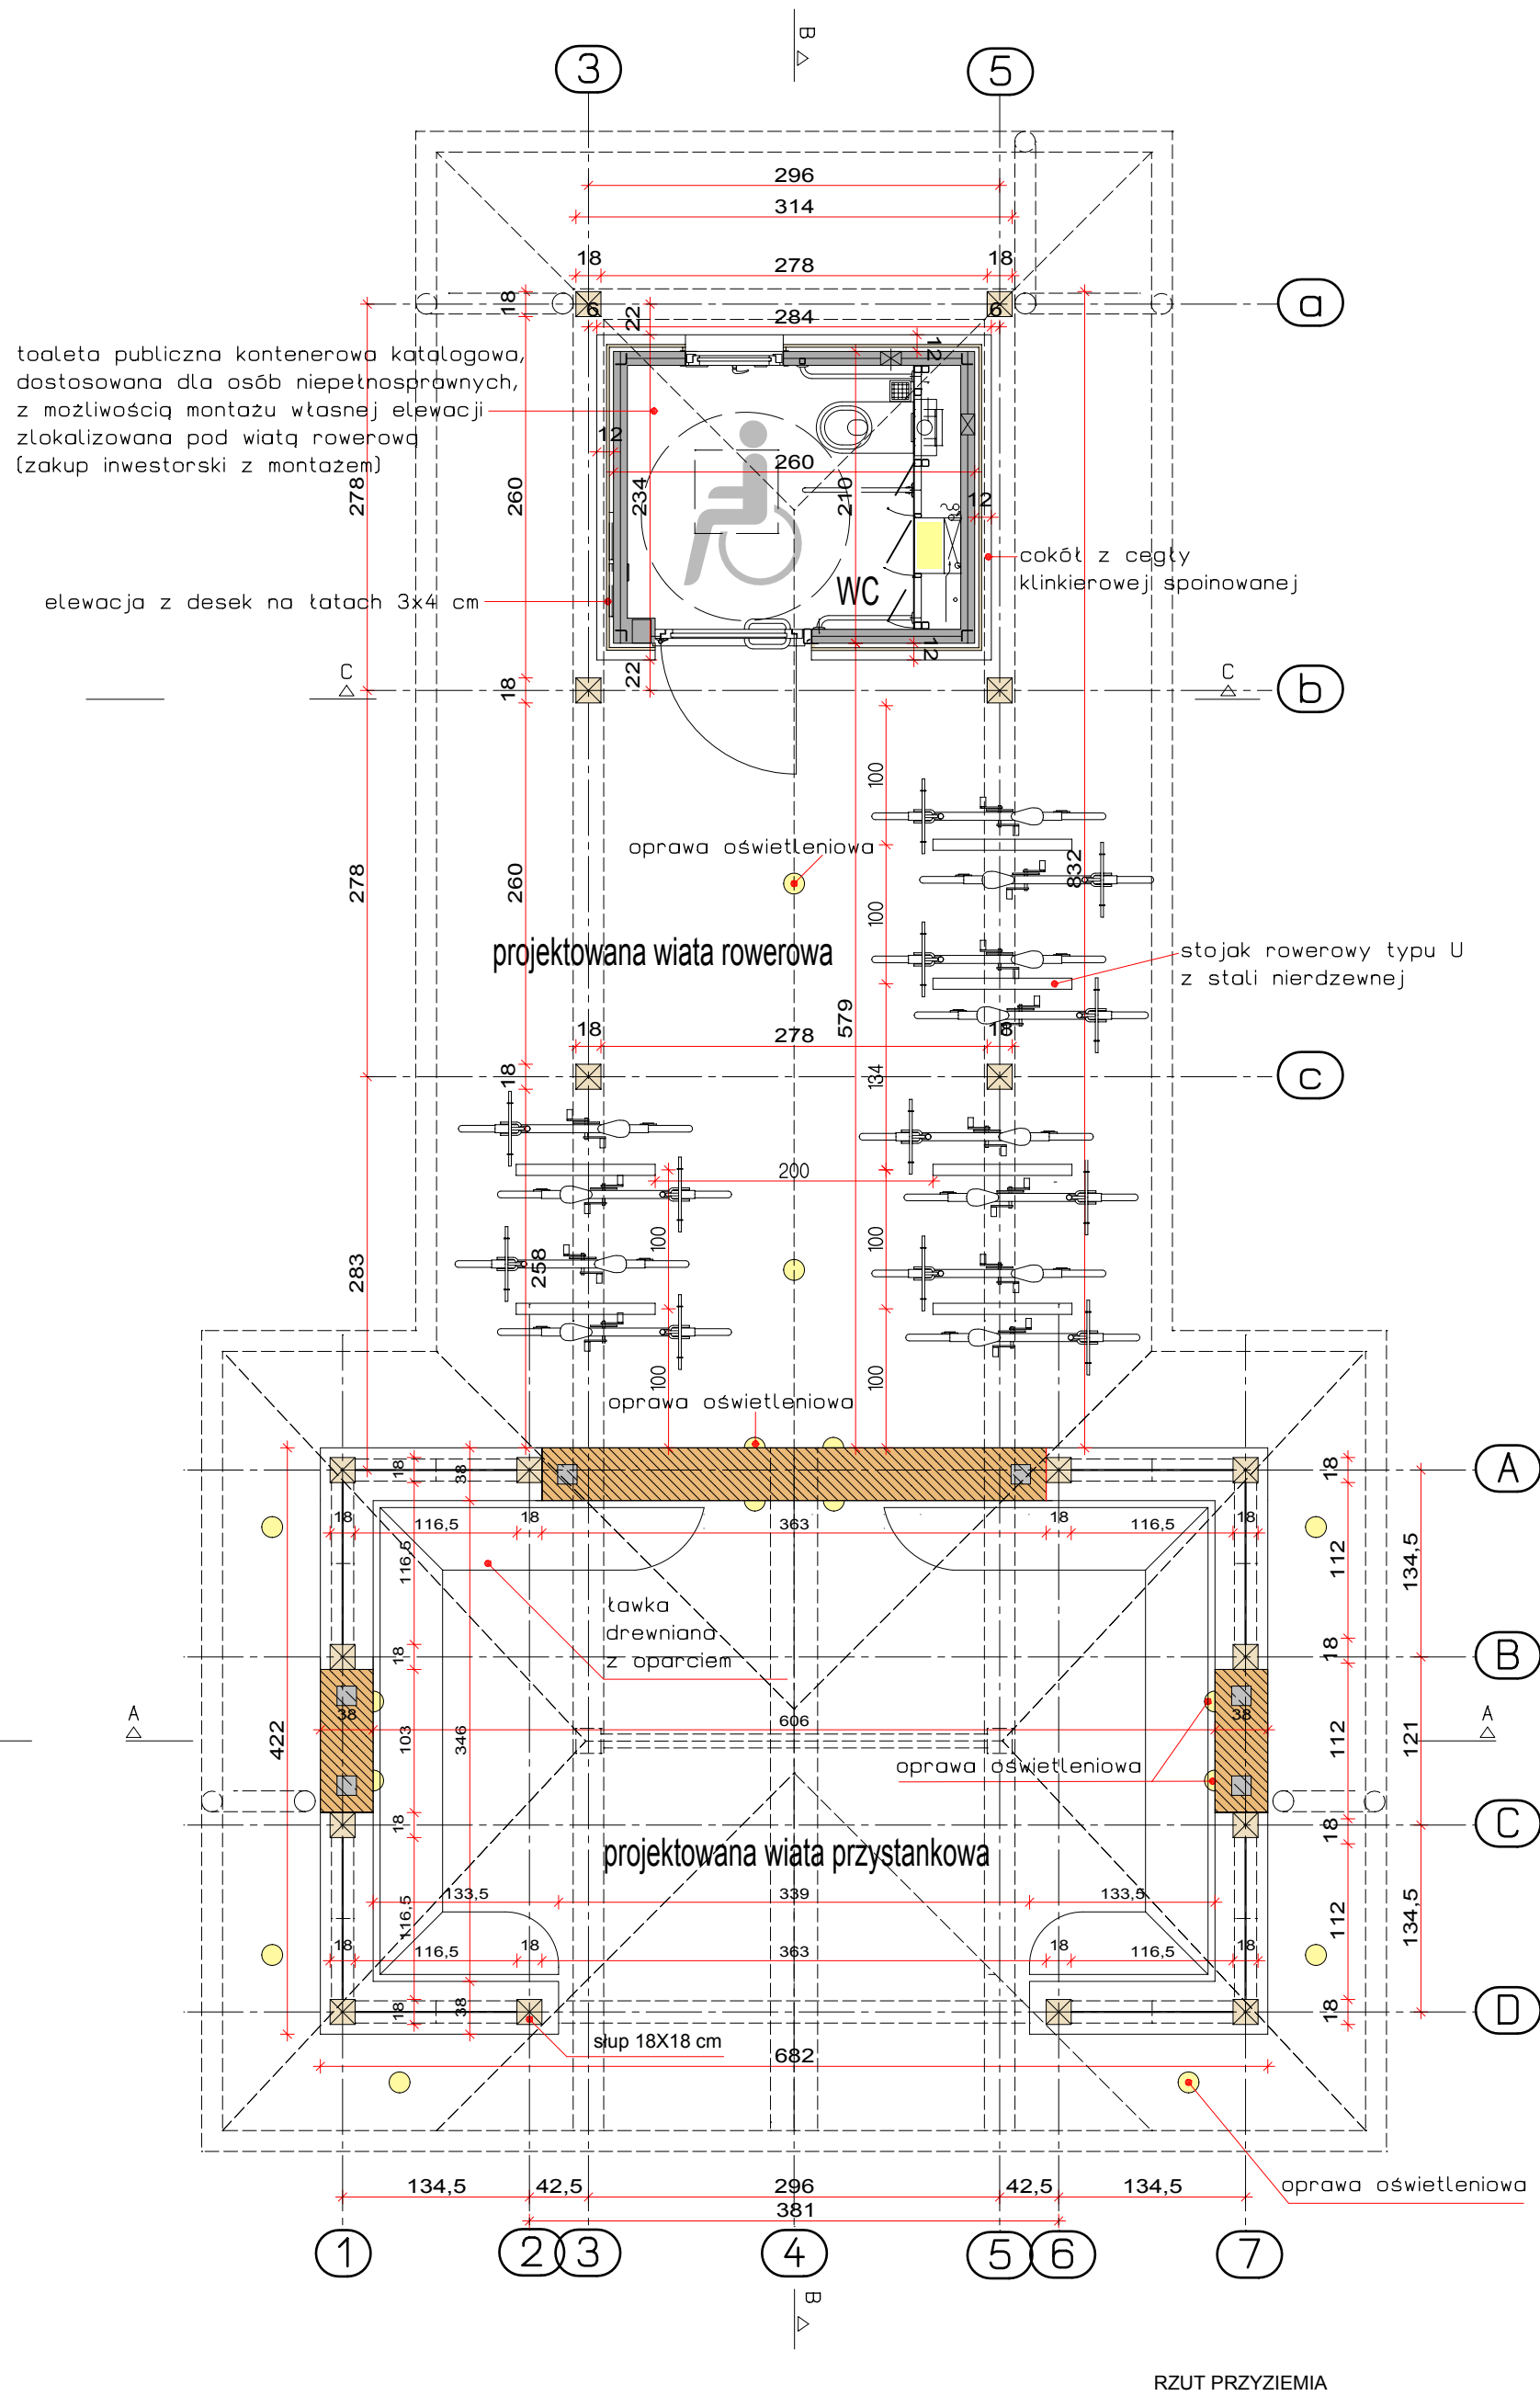 B
3
5
296
314
18
278
18
a
18
6
22
284
6
12
toaleta publiczna kontenerowa katalogowa,
dostosowana dla osób niepełnosprawnych,
z możliwością montażu własnej elewacji
zlokalizowana pod wiatą rowerową
(zakup inwestorski z montażem)
12
260
278
260
234
210
12
cokół z cegły
klinkierowej spoinowanej
WC
elewacja z desek na łatach 3x4 cm
12
C
22
18
C
b
100
oprawa oświetleniowa
832
278
260
100
projektowana wiata rowerowa
stojak rowerowy typu U
z stali nierdzewnej
579
18
278
18
18
134
c
200
100
100
283
258
100
100
oprawa oświetleniowa
18
38
18
A
18
116,5
18
363
18
116,5
18
116,5
112
134,5
ławka
drewniana
z oparciem
18
18
B
A
38
606
38
A
422
103
346
112
121
oprawa oświetleniowa
18
18
C
projektowana wiata przystankowa
133,5
339
133,5
116,5
112
134,5
18
116,5
18
363
18
116,5
18
18
38
18
D
słup 18X18 cm
682
134,5
42,5
296
42,5
134,5
oprawa oświetleniowa
381
1
2
3
4
5
6
7
B
RZUT PRZYZIEMIA